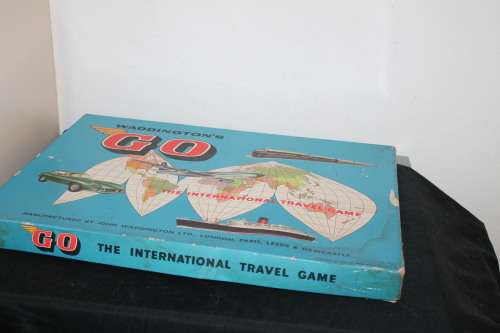 WADDINGTON'S
GO
THE INTERNATIONAL TRAVEL GAME
MANUFACTURED BY JOHN WADDINGTON LTD., LONDON, PARIS, LEEDS & NEWCASTLE
GO THE INTERNATIONAL TRAVEL GAME